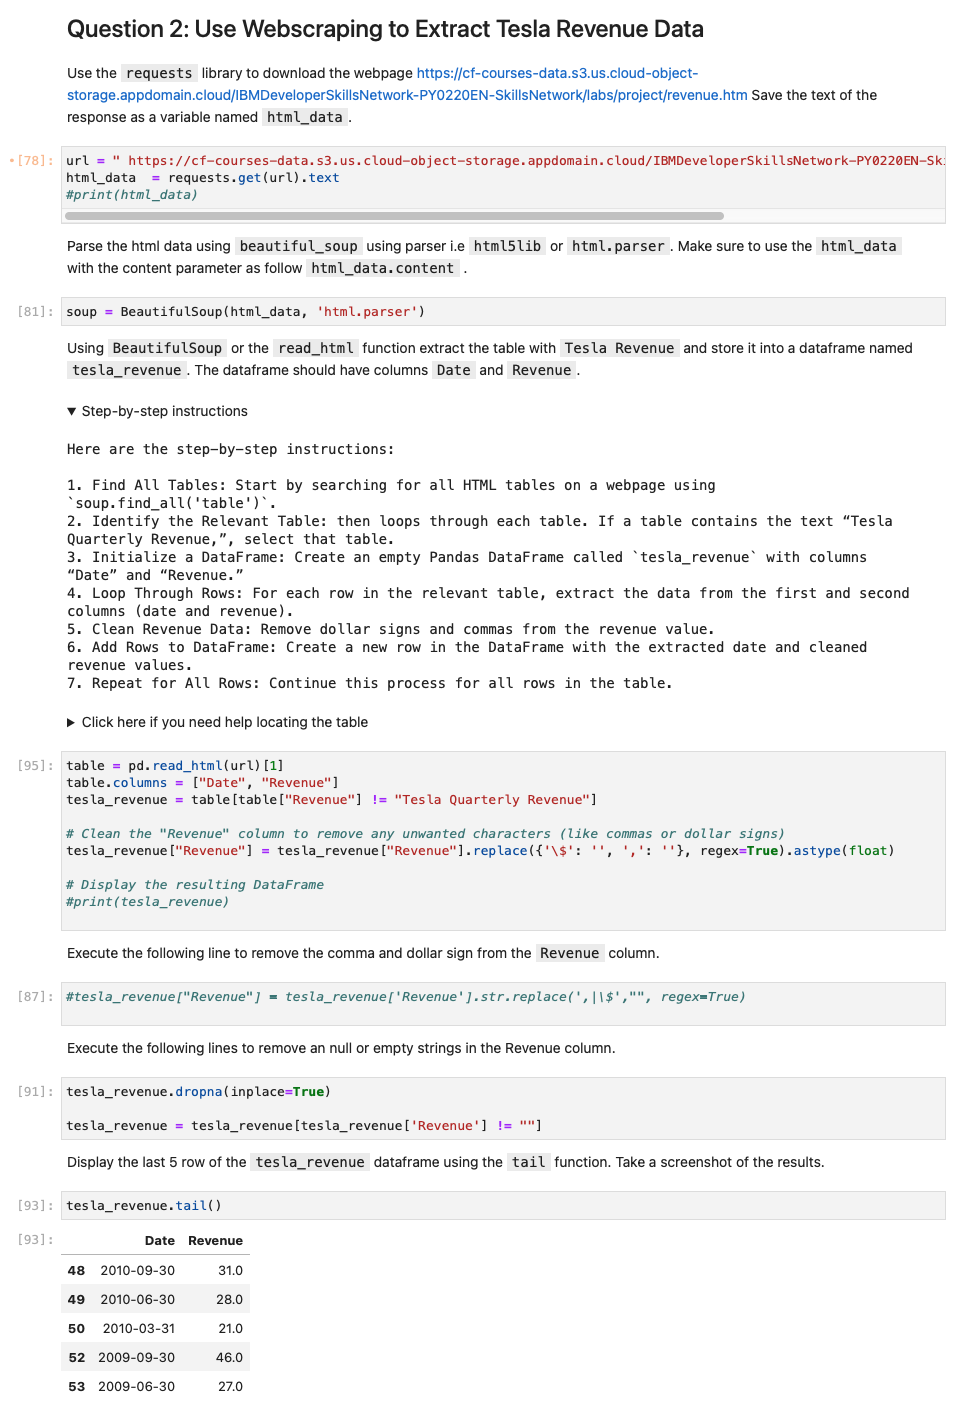 Question 2: Use Webscraping to Extract Tesla Revenue Data
Use the requests library to download the webpage https://cf-courses-data.s3.us.cloud-object-
storage.appdomain.cloud/IBMDeveloperSkillsNetwork-PY0220EN-SkillsNetwork/labs/project/revenue.htm Save the text of the
response as a variable named html_data .
•[78]: url = " https://cf-courses-data.s3.us.cloud-object-storage.appdomain.cloud/IBMDeveloperSkillsNetwork-PY0220EN-Ski
html_data  = requests.get(url).text
#print(html_data)
Parse the html data using beautiful_soup using parser i.e html5lib or html.parser . Make sure to use the html_data
with the content parameter as follow html_data.content .
[81]: soup = BeautifulSoup(html_data, 'html.parser')
Using BeautifulSoup or the read_html function extract the table with Tesla Revenue and store it into a dataframe named
tesla_revenue . The dataframe should have columns Date and Revenue .
▼ Step-by-step instructions
Here are the step-by-step instructions:
1. Find All Tables: Start by searching for all HTML tables on a webpage using
`soup.find_all('table')`.
2. Identify the Relevant Table: then loops through each table. If a table contains the text “Tesla
Quarterly Revenue,”, select that table.
3. Initialize a DataFrame: Create an empty Pandas DataFrame called `tesla_revenue` with columns
“Date” and “Revenue.”
4. Loop Through Rows: For each row in the relevant table, extract the data from the first and second
columns (date and revenue).
5. Clean Revenue Data: Remove dollar signs and commas from the revenue value.
6. Add Rows to DataFrame: Create a new row in the DataFrame with the extracted date and cleaned
revenue values.
7. Repeat for All Rows: Continue this process for all rows in the table.
▶ Click here if you need help locating the table
[95]: table = pd.read_html(url)[1]
table.columns = ["Date", "Revenue"]
tesla_revenue = table[table["Revenue"] != "Tesla Quarterly Revenue"]
# Clean the "Revenue" column to remove any unwanted characters (like commas or dollar signs)
tesla_revenue["Revenue"] = tesla_revenue["Revenue"].replace({'\$': '', ',': ''}, regex=True).astype(float)
# Display the resulting DataFrame
#print(tesla_revenue)
Execute the following line to remove the comma and dollar sign from the Revenue column.
[87]: #tesla_revenue["Revenue"] = tesla_revenue['Revenue'].str.replace(',|\$',"", regex=True)
Execute the following lines to remove an null or empty strings in the Revenue column.
[91]: tesla_revenue.dropna(inplace=True)
tesla_revenue = tesla_revenue[tesla_revenue['Revenue'] != ""]
Display the last 5 row of the tesla_revenue dataframe using the tail function. Take a screenshot of the results.
[93]: tesla_revenue.tail()
[93]: Date Revenue
48 2010-09-30 31.0
49 2010-06-30 28.0
50 2010-03-31 21.0
52 2009-09-30 46.0
53 2009-06-30 27.0